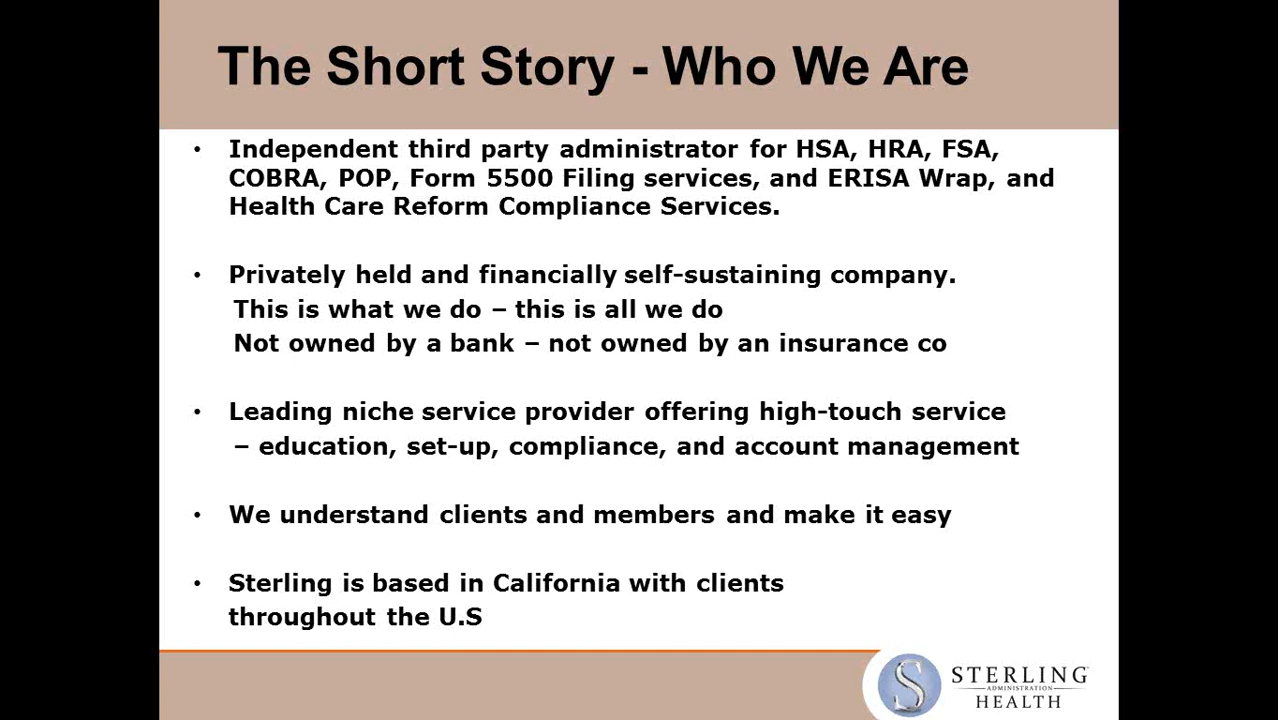 The Short Story - Who We Are
• Independent third party administrator for HSA, HRA, FSA,
COBRA, POP, Form 5500 Filing services, and ERISA Wrap, and
Health Care Reform Compliance Services.
• Privately held and financially self-sustaining company.
This is what we do – this is all we do
Not owned by a bank – not owned by an insurance co
• Leading niche service provider offering high-touch service
– education, set-up, compliance, and account management
• We understand clients and members and make it easy
• Sterling is based in California with clients
throughout the U.S
S
STERLING
ADMINISTRATION
HEALTH